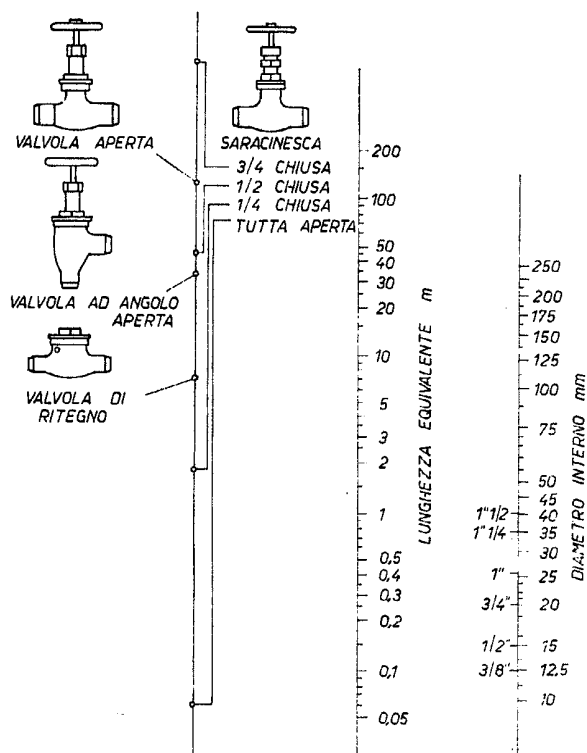 VALVOLA APERTA
VALVOLA AD ANGOLO
APERTA
VALVOLA DI
RITEGNO
SARACINESCA
3/4 CHIUSA
1/2 CHIUSA
1/4 CHIUSA
TUTTA APERTA
200
100
50
40
30
20
10
5
3
2
1
0,5
0,4
0,3
0,2
0,1
0,05
LUNGHEZZA EQUIVALENTE m
250
200
175
150
125
100
75
50
45
1"1/2 40
1"1/4 35
30
1" 25
3/4" 20
1/2" 15
3/8" 12.5
10
DIAMETRO INTERNO mm